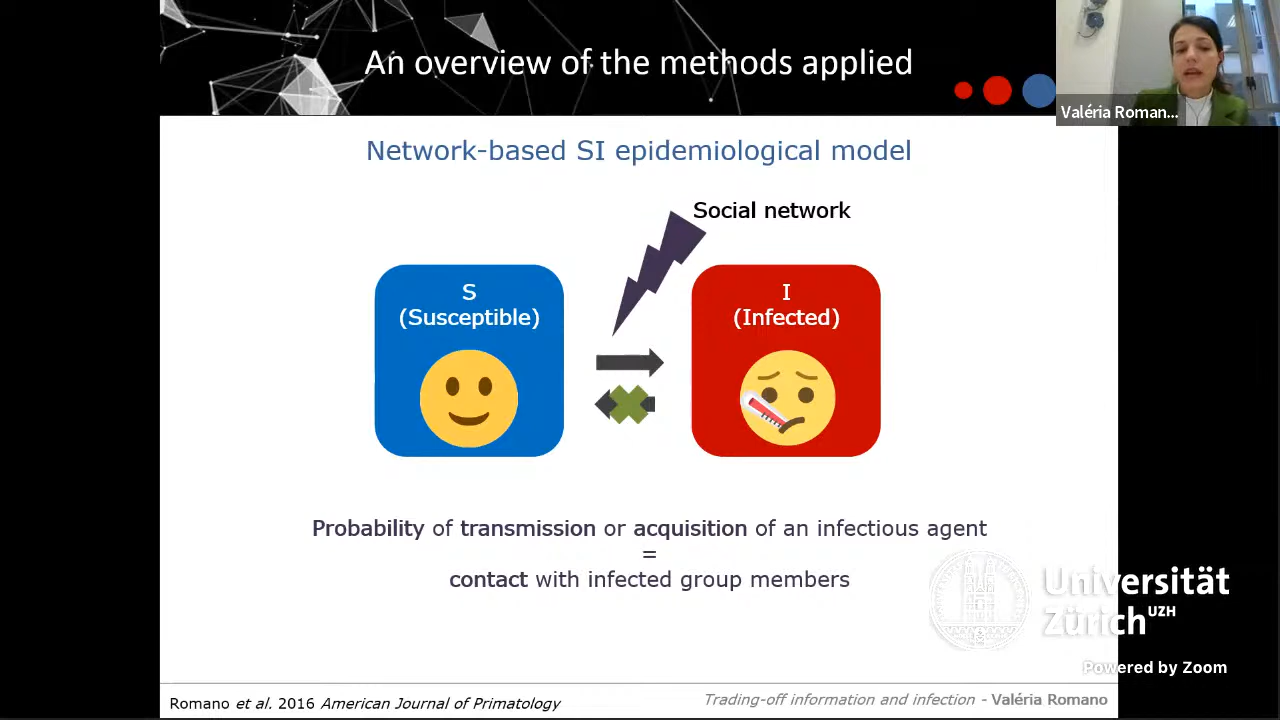 An overview of the methods applied
Valéria Roman...
Network-based SI epidemiological model
Social network
S
(Susceptible)
I
(Infected)
Probability of transmission or acquisition of an infectious agent
=
contact with infected group members
Universität
Zürich UZH
Powered by Zoom
Romano et al. 2016 American Journal of Primatology
Trading-off information and infection - Valéria Romano